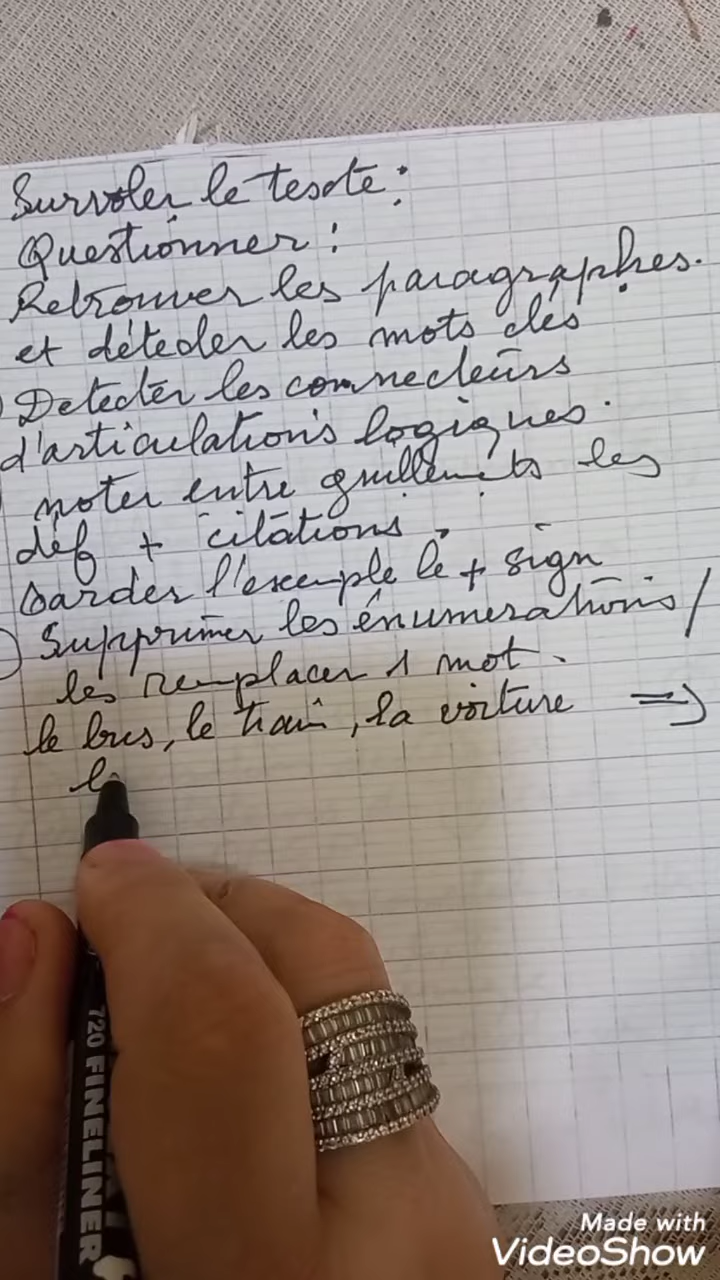 Survoler le texte :
Questionner :
Retrouver les paragraphes.
et détecter les mots clés
Detecter les connecteurs
d'articulations logiques.
noter entre guillemets les
déf + citations.
Garder l'exemple le + sign
Supprimer les énumerations /
les remplacer 1 mot.
le bus, le train, la voiture =>
l
720 FINELINER
Made with
VideoShow